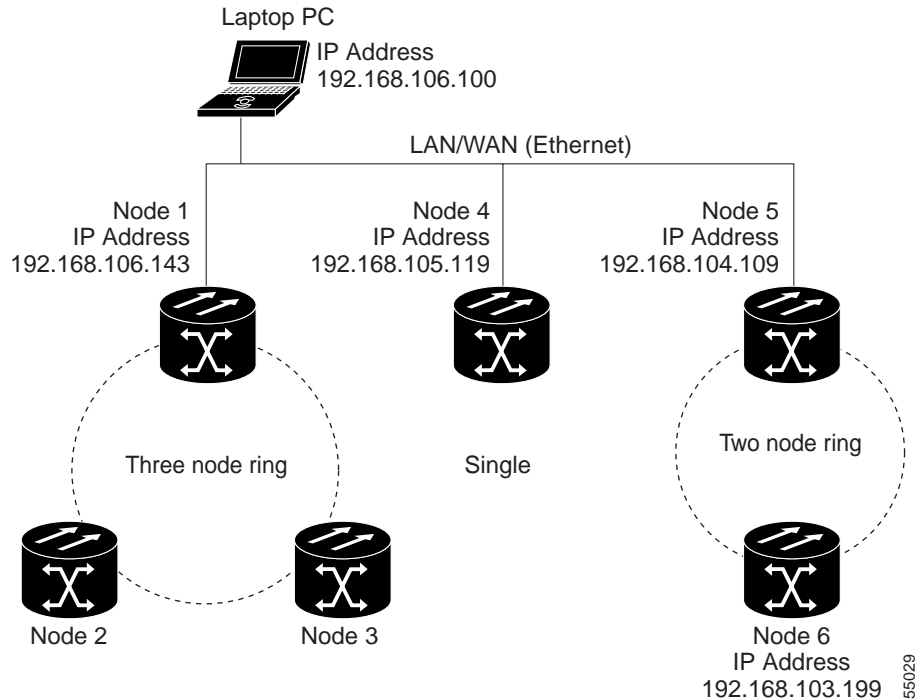 Laptop PC
IP Address
192.168.106.100
LAN/WAN (Ethernet)
Node 1
IP Address
192.168.106.143
Node 4
IP Address
192.168.105.119
Node 5
IP Address
192.168.104.109
Three node ring
Single
Two node ring
Node 2
Node 3
Node 6
IP Address
192.168.103.199
55029